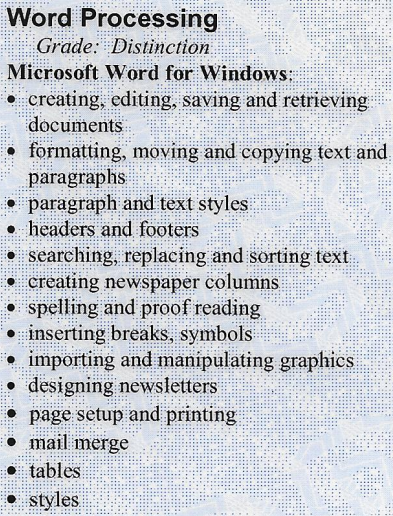 Word Processing
Grade: Distinction
Microsoft Word for Windows:
• creating, editing, saving and retrieving
documents
• formatting, moving and copying text and
paragraphs
• paragraph and text styles
• headers and footers
• searching, replacing and sorting text
• creating newspaper columns
• spelling and proof reading
• inserting breaks, symbols
• importing and manipulating graphics
• designing newsletters
• page setup and printing
• mail merge
• tables
• styles